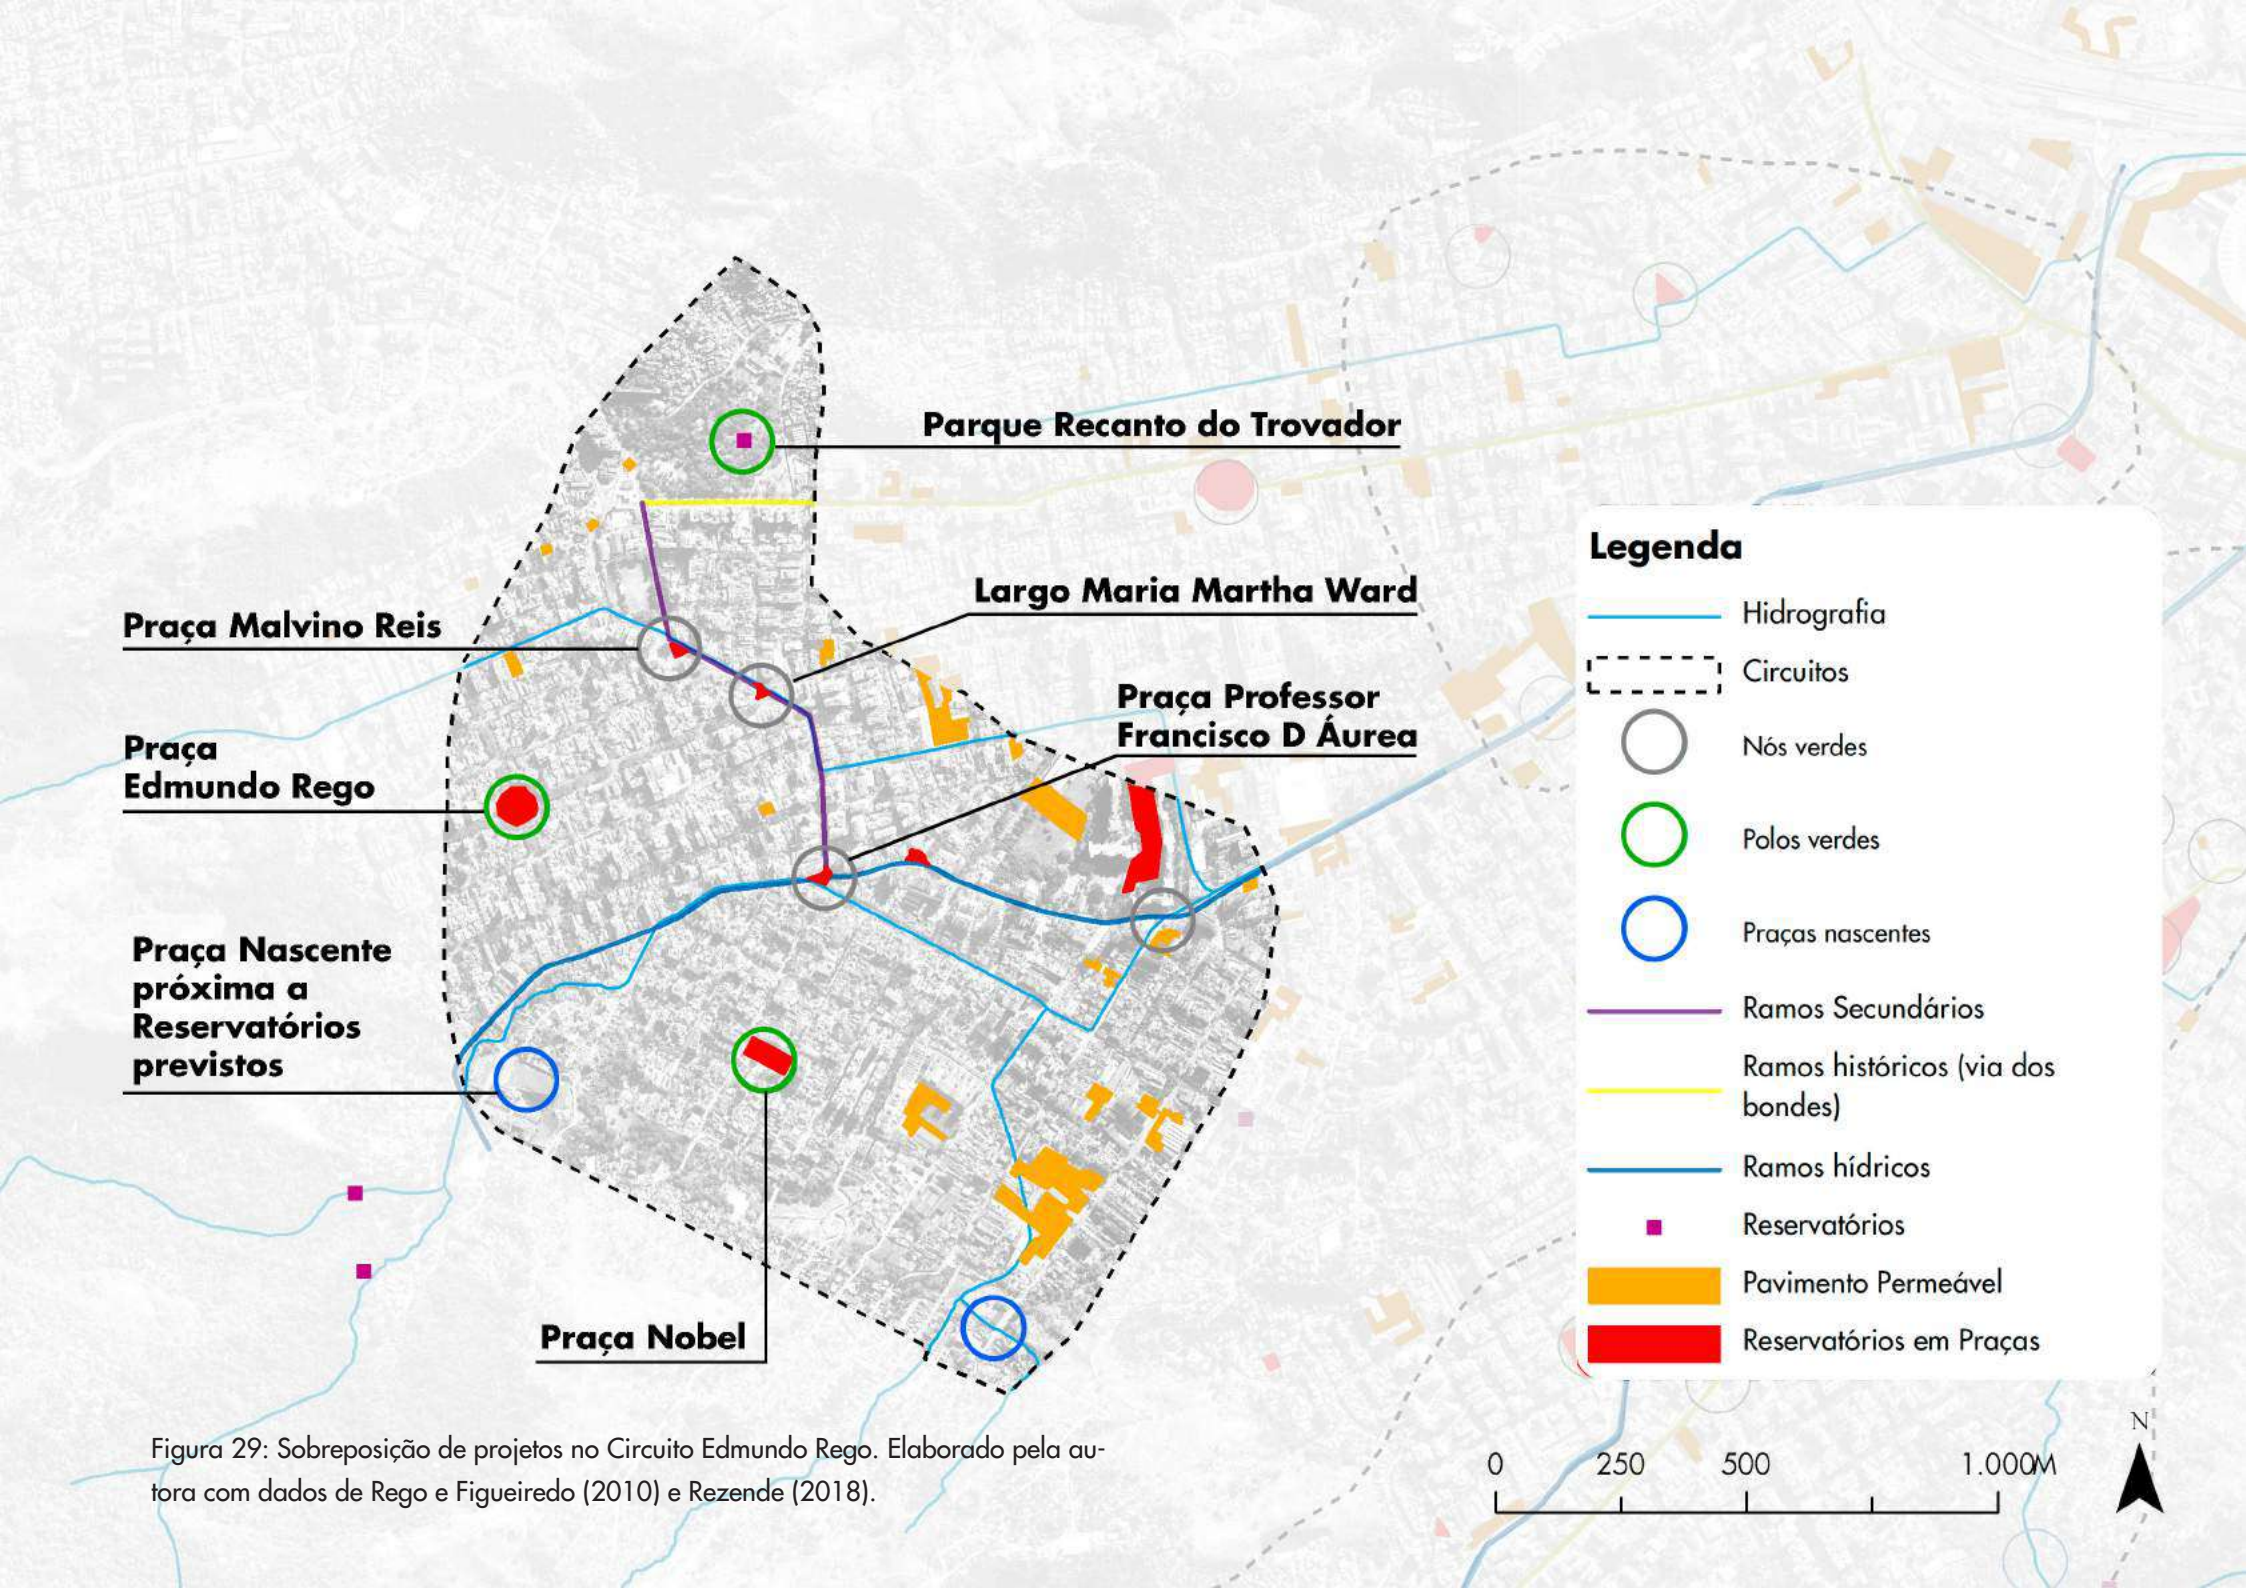 Parque Recanto do Trovador
Largo Maria Martha Ward
Praça Malvino Reis
Praça Professor
Francisco D Áurea
Praça
Edmundo Rego
Praça Nascente
próxima a
Reservatórios
previstos
Praça Nobel
Legenda
Hidrografia
Circuitos
Nós verdes
Polos verdes
Praças nascentes
Ramos Secundários
Ramos históricos (via dos
bondes)
Ramos hídricos
Reservatórios
Pavimento Permeável
Reservatórios em Praças
N
0 250 500 1.000M
Figura 29: Sobreposição de projetos no Circuito Edmundo Rego. Elaborado pela au-
tora com dados de Rego e Figueiredo (2010) e Rezende (2018).